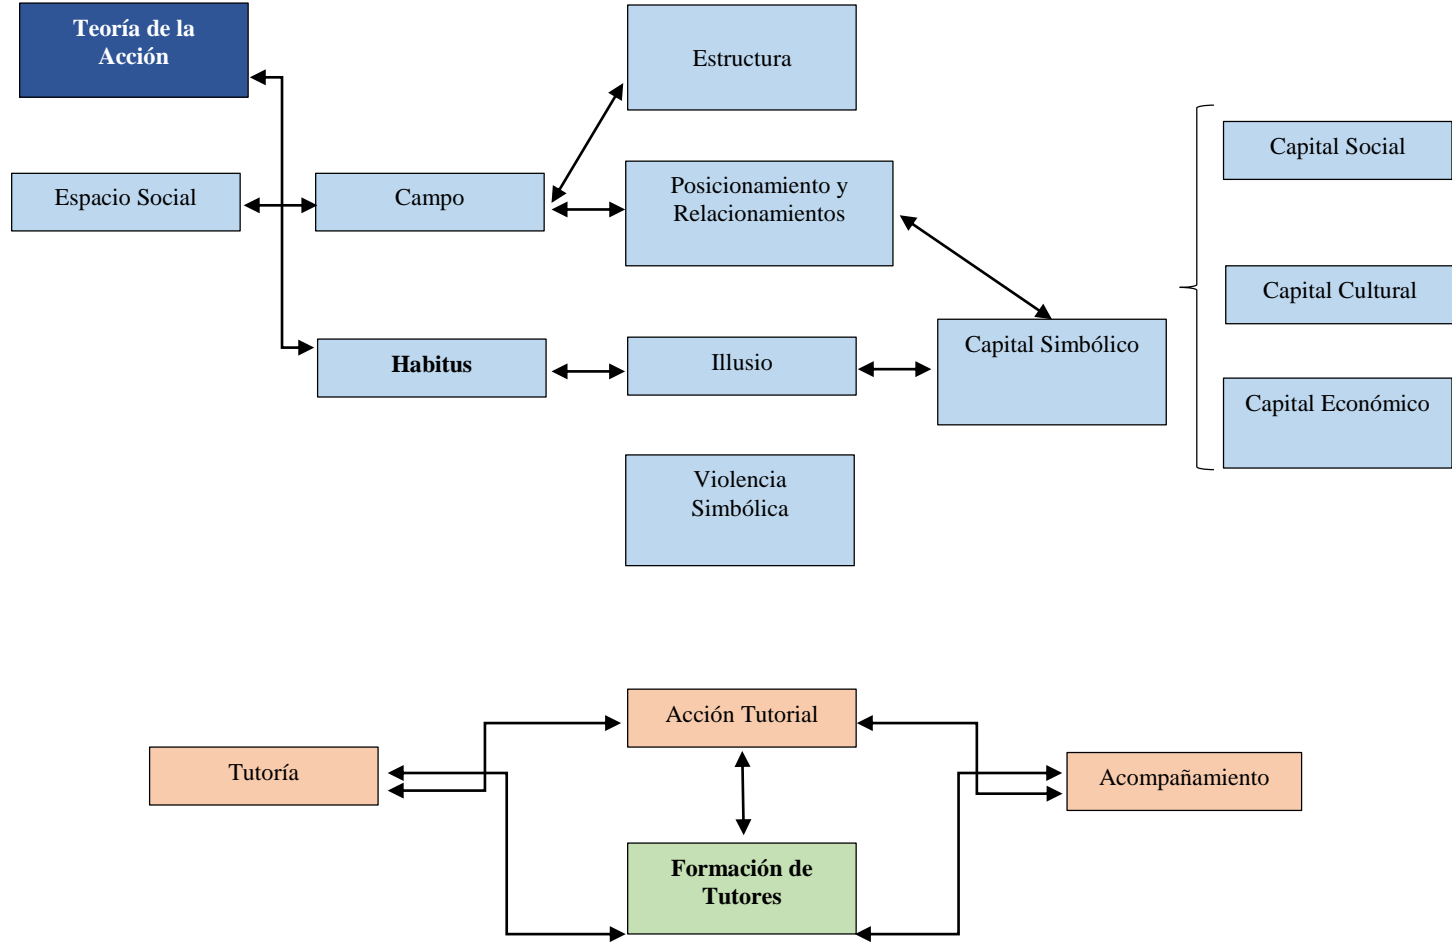 Teoría de la
Acción
Estructura
Capital Social
Espacio Social
Campo
Posicionamiento y
Relacionamientos
Capital Cultural
Habitus
Illusio
Capital Simbólico
Capital Económico
Violencia
Simbólica
Acción Tutorial
Tutoría
Acompañamiento
Formación de
Tutores